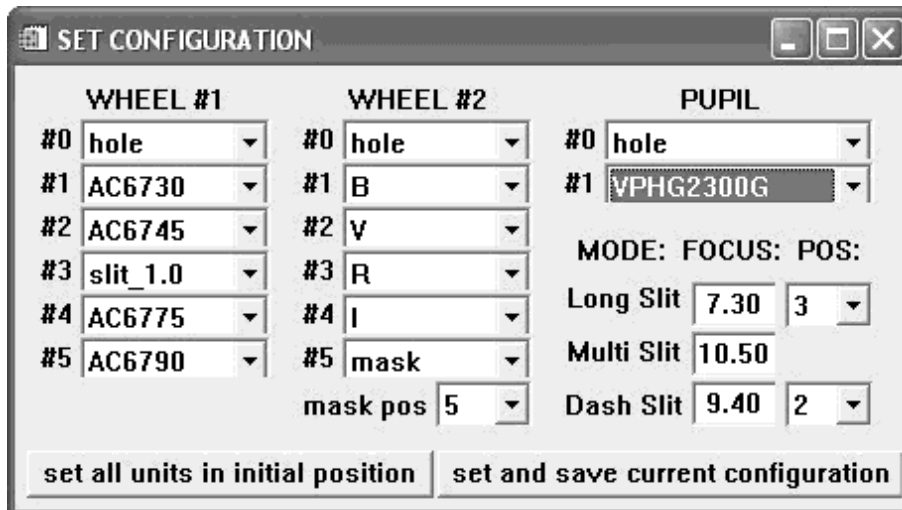 SET CONFIGURATION
WHEEL #1 WHEEL #2 PUPIL
#0 hole #0 hole #0 hole
#1 AC6730 #1 B #1 VPHG2300G
#2 AC6745 #2 V
MODE: FOCUS: POS:
#3 slit_1.0 #3 R
Long Slit 7.30 3
#4 AC6775 #4 I
Multi Slit 10.50
#5 AC6790 #5 mask
mask pos 5 Dash Slit 9.40 2
set all units in initial position set and save current configuration